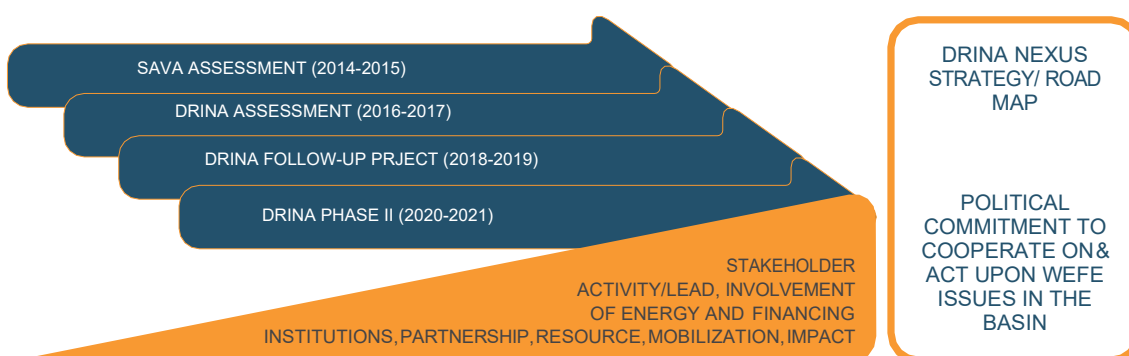 SAVA ASSESSMENT (2014-2015)
DRINA ASSESSMENT (2016-2017)
DRINA FOLLOW-UP PRJECT (2018-2019)
DRINA PHASE II (2020-2021)
STAKEHOLDER
ACTIVITY/LEAD, INVOLVEMENT
OF ENERGY AND FINANCING
INSTITUTIONS, PARTNERSHIP, RESOURCE, MOBILIZATION, IMPACT
DRINA NEXUS
STRATEGY/ ROAD
MAP
POLITICAL
COMMITMENT TO
COOPERATE ON&
ACT UPON WEFE
ISSUES IN THE
BASIN